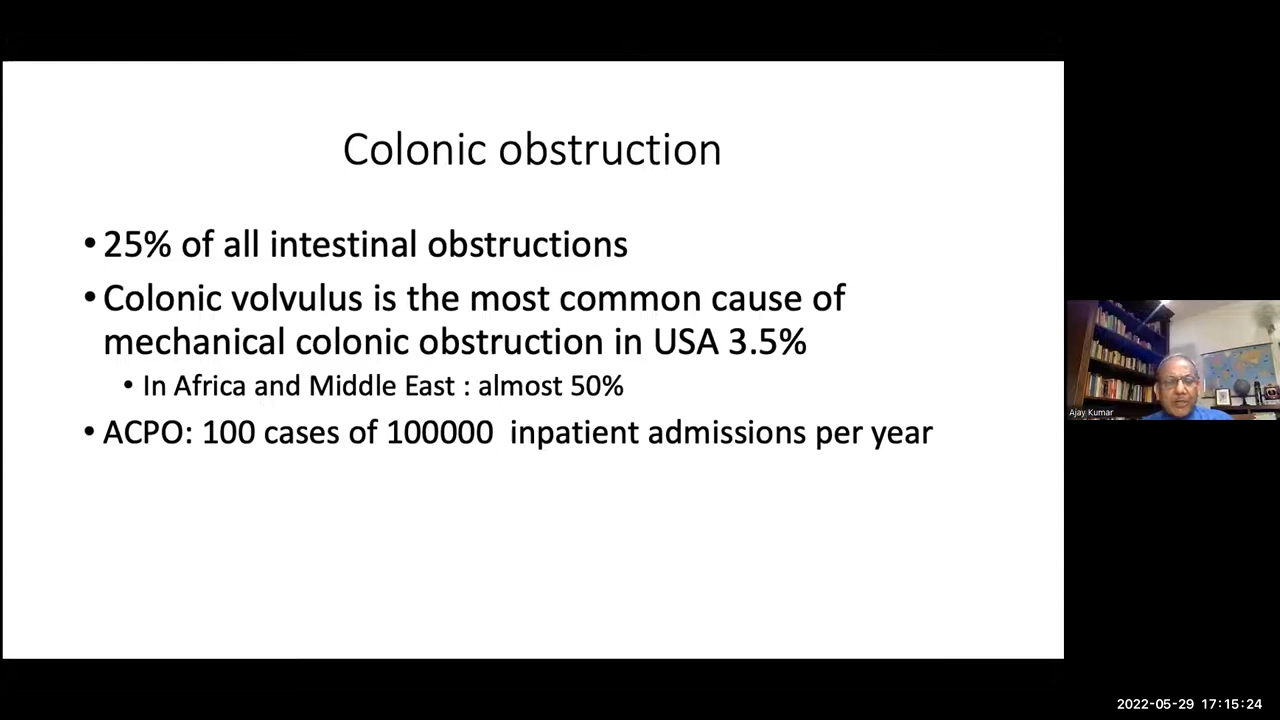 Colonic obstruction
• 25% of all intestinal obstructions
• Colonic volvulus is the most common cause of
mechanical colonic obstruction in USA 3.5%
• In Africa and Middle East : almost 50%
• ACPO: 100 cases of 100000 inpatient admissions per year
Ajay Kumar
2022-05-29 17:15:24